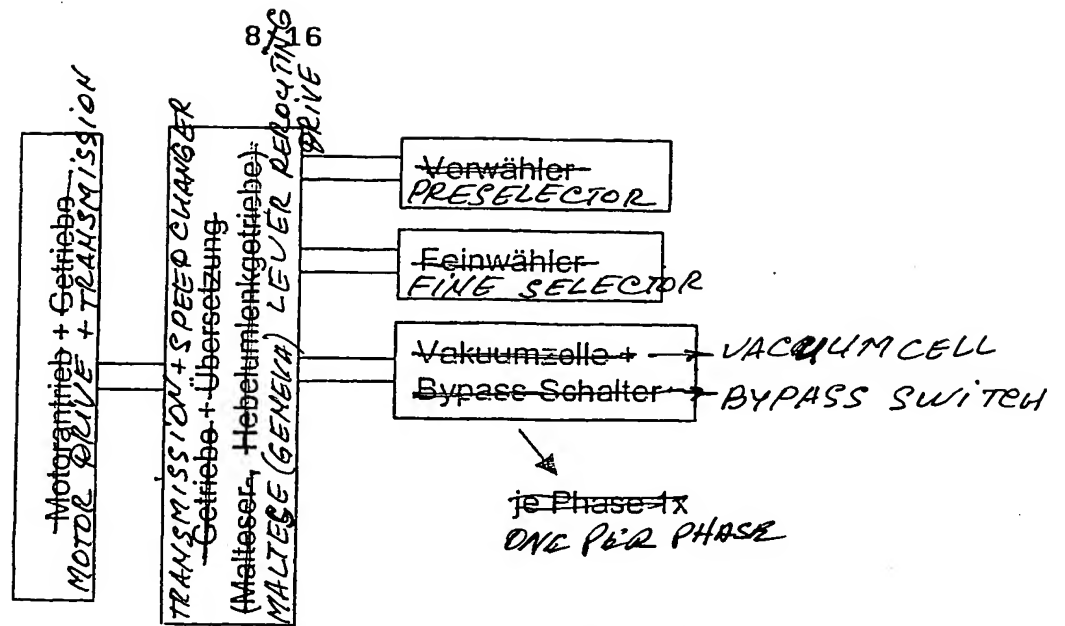 8/16
Motorantrieb + Getriebe
MOTOR DRIVE + TRANSMISSION
TRANSMISSION + SPEED CHANGER
Getriebe + Übersetzung
(Malteser-, Hebelumlenkgetriebe)
MALTESE (GENEVA) LEVER REROUTING
DRIVE
Vorwähler
PRESELECTOR
Feinwähler
FINE SELECTOR
Vakuumzelle + → VACUUM CELL
Bypass Schalter → BYPASS SWITCH
je Phase 1x
ONE PER PHASE